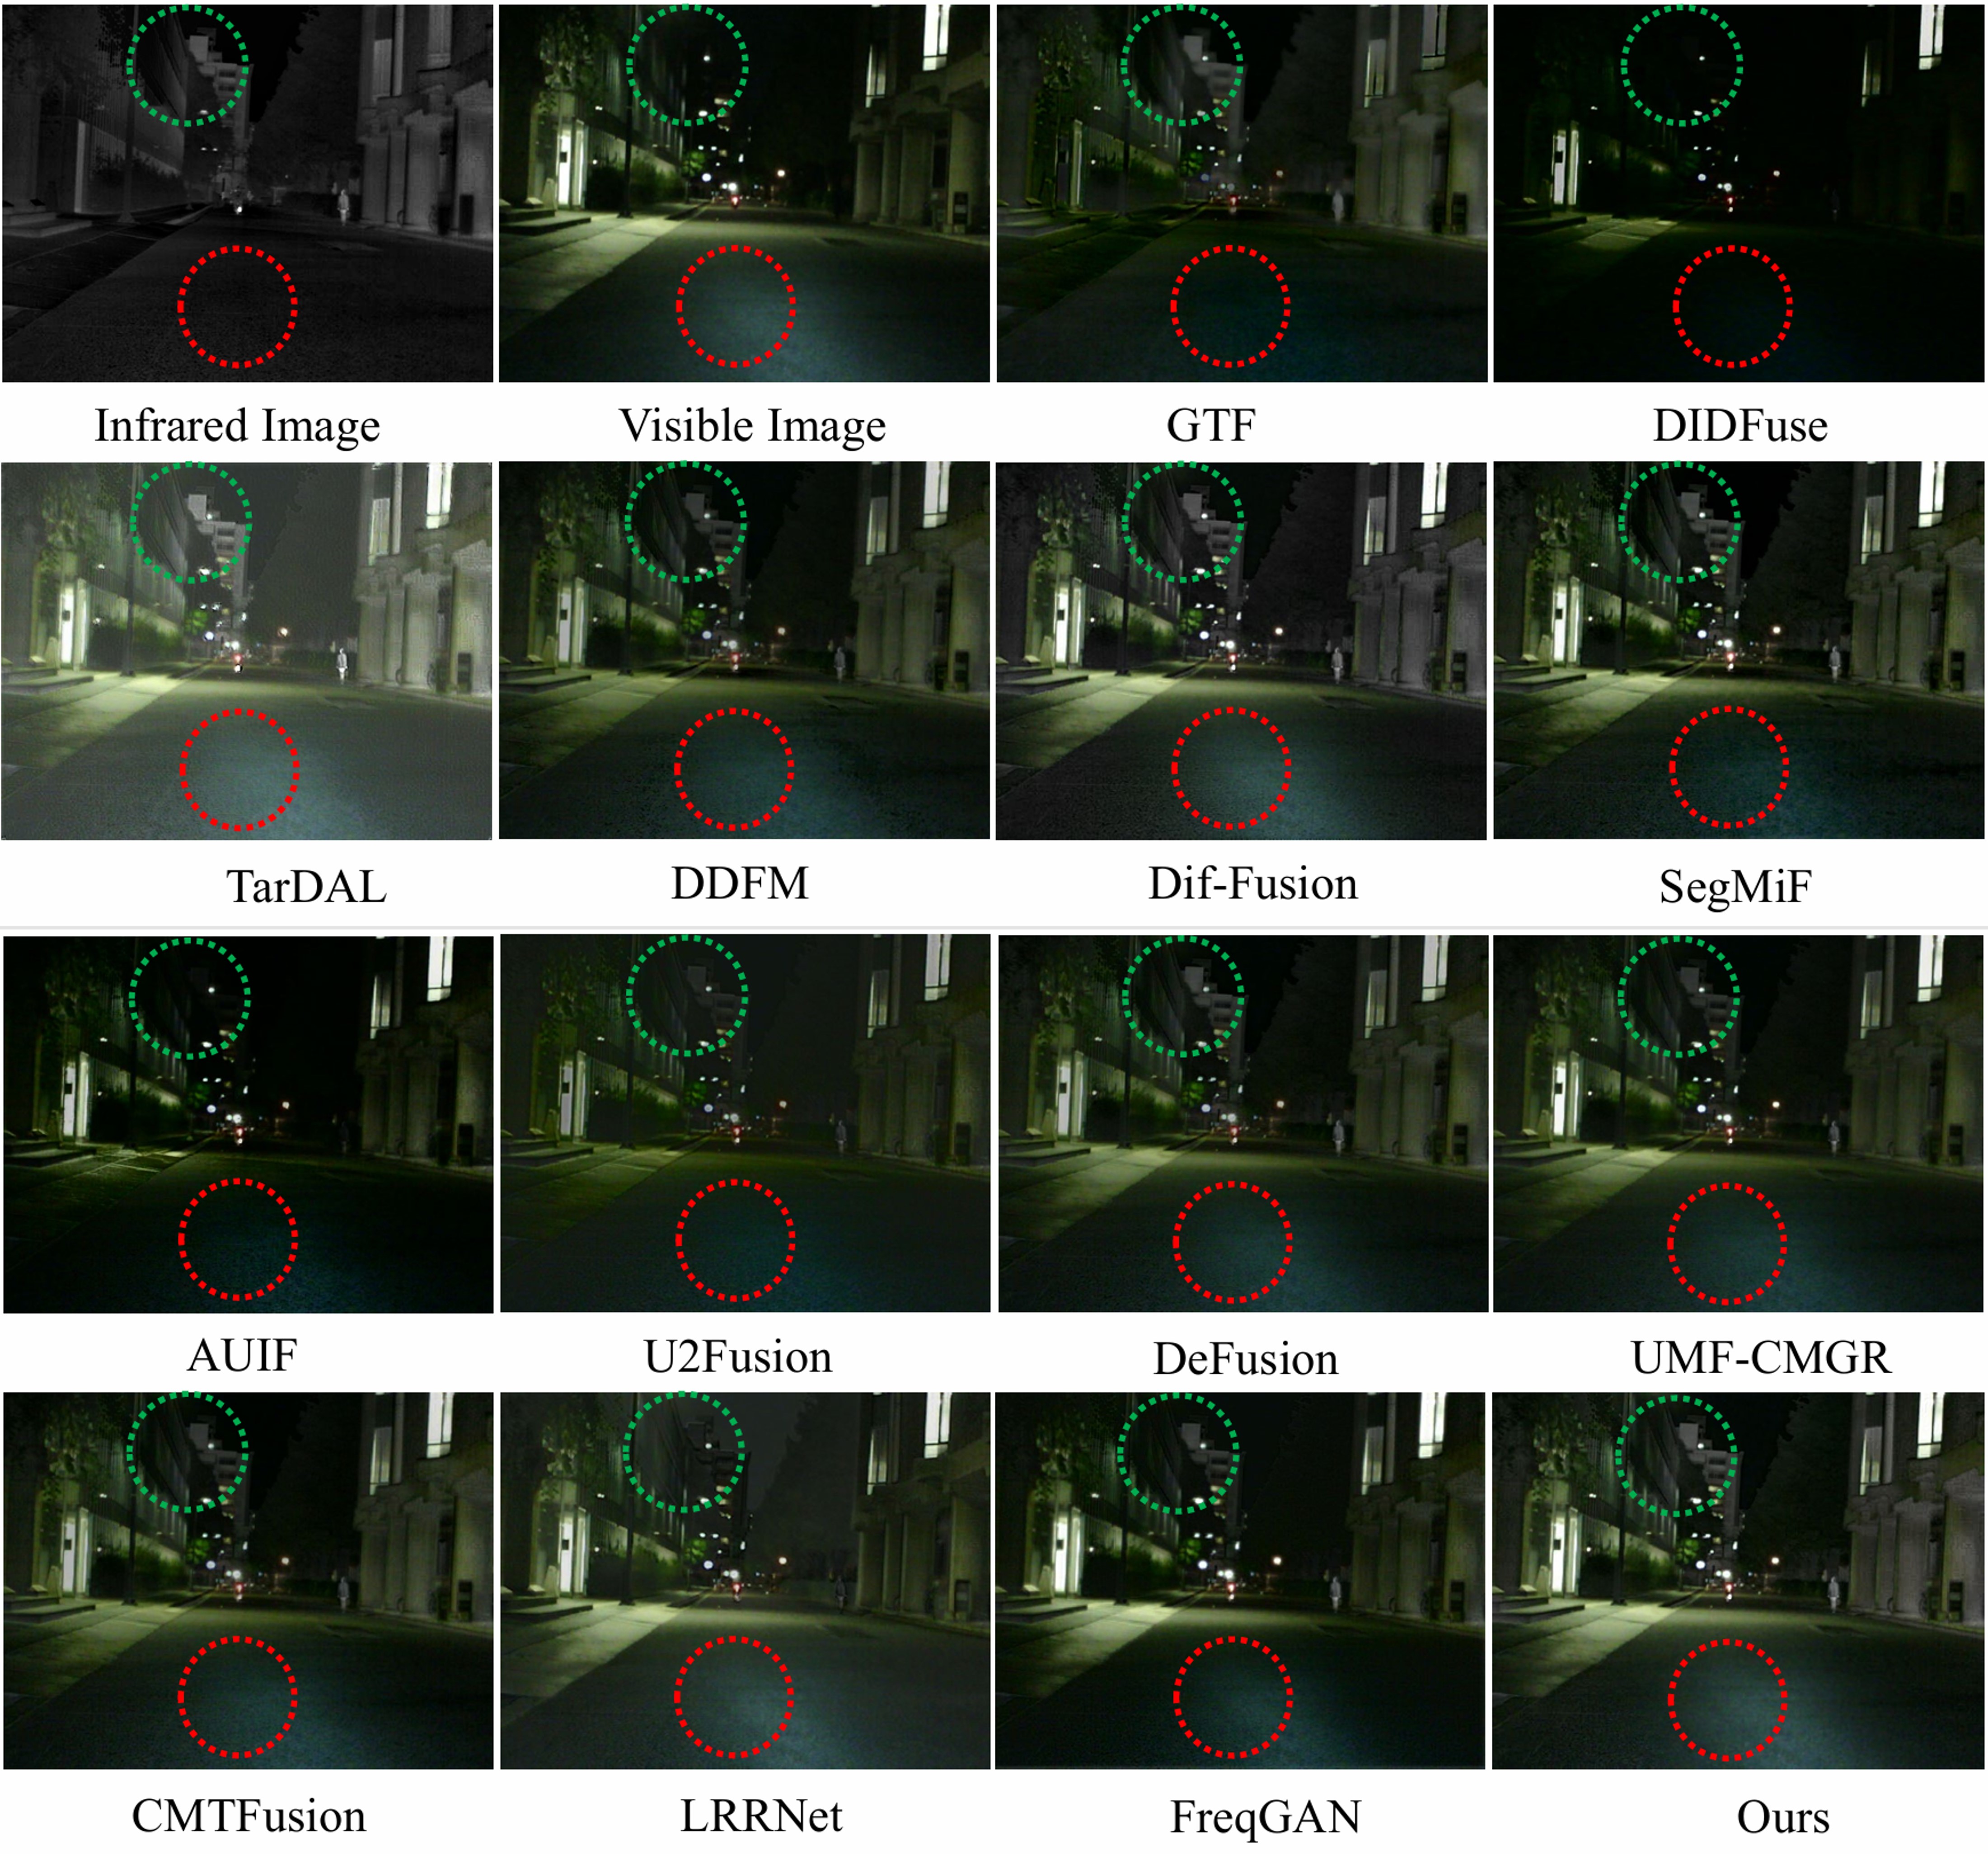 Infrared Image
Visible Image
GTF
DIDFuse
TarDAL
DDFM
Dif-Fusion
SegMiF
AUIF
U2Fusion
DeFusion
UMF-CMGR
CMTFusion
LRRNet
FreqGAN
Ours